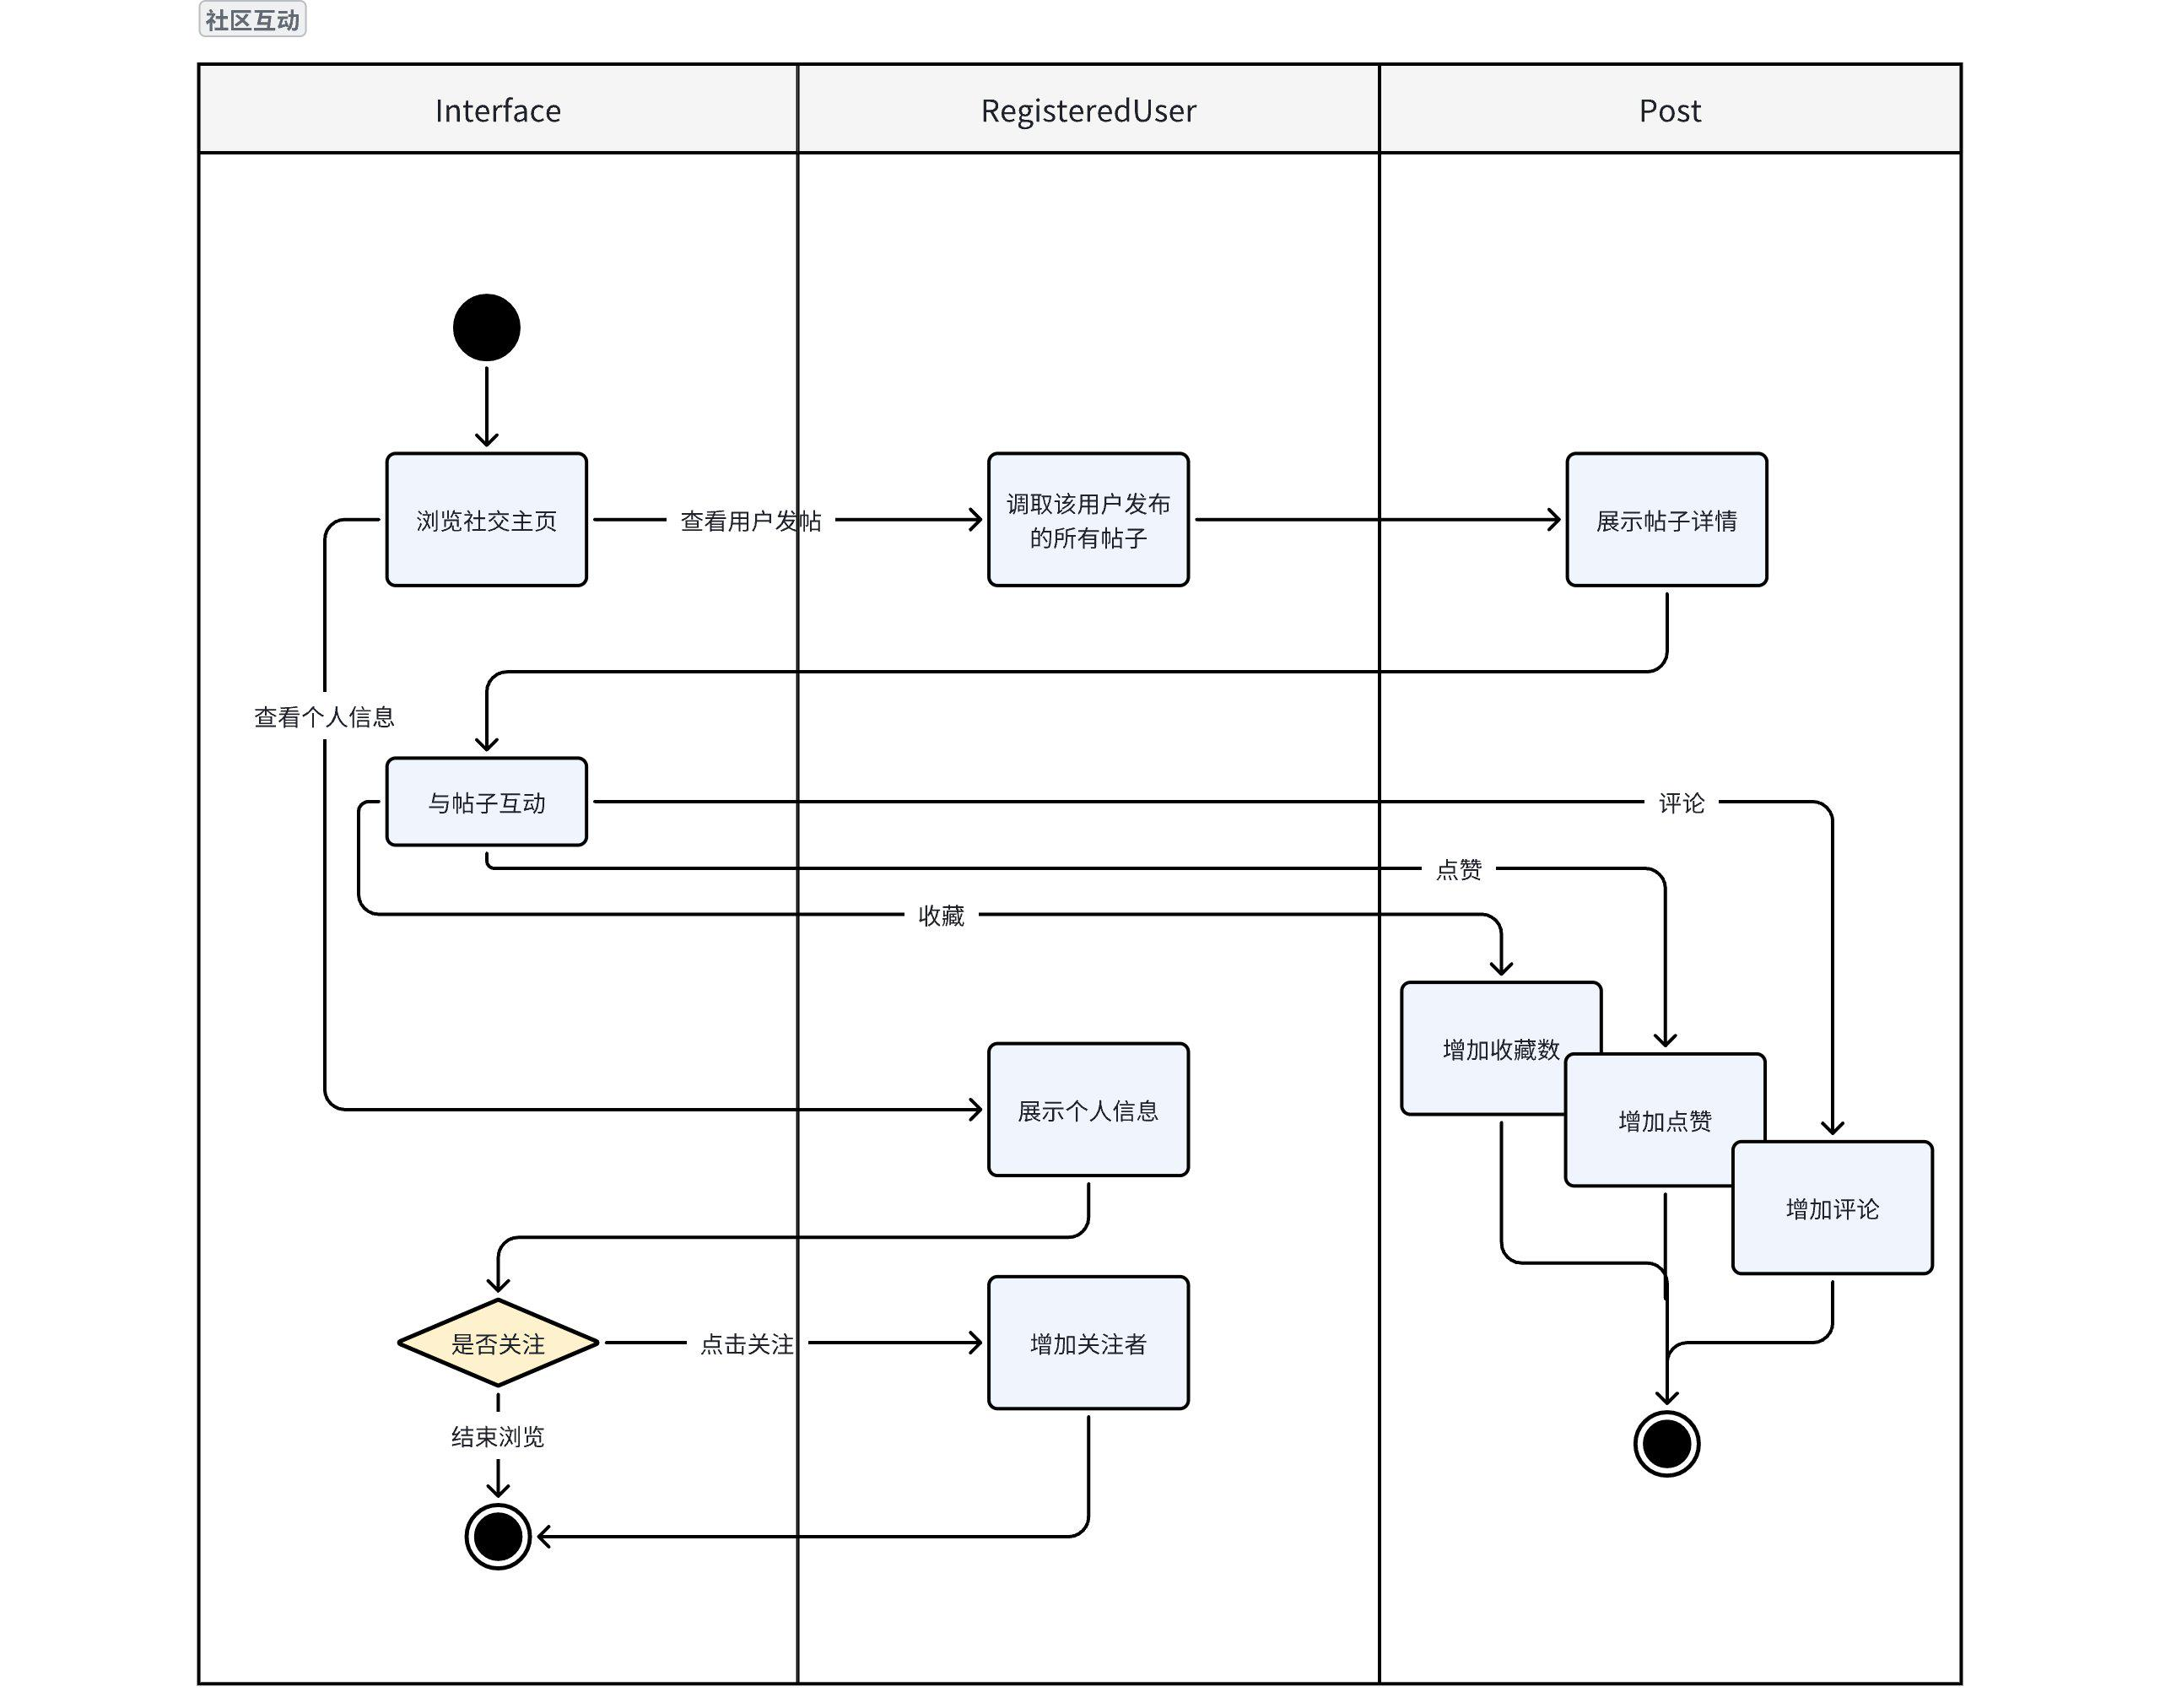 社区互动
Interface
RegisteredUser
Post
浏览社交主页
查看用户发帖
调取该用户发布
的所有帖子
展示帖子详情
查看个人信息
与帖子互动
评论
点赞
收藏
增加收藏数
展示个人信息
增加点赞
增加评论
是否关注
点击关注
增加关注者
结束浏览